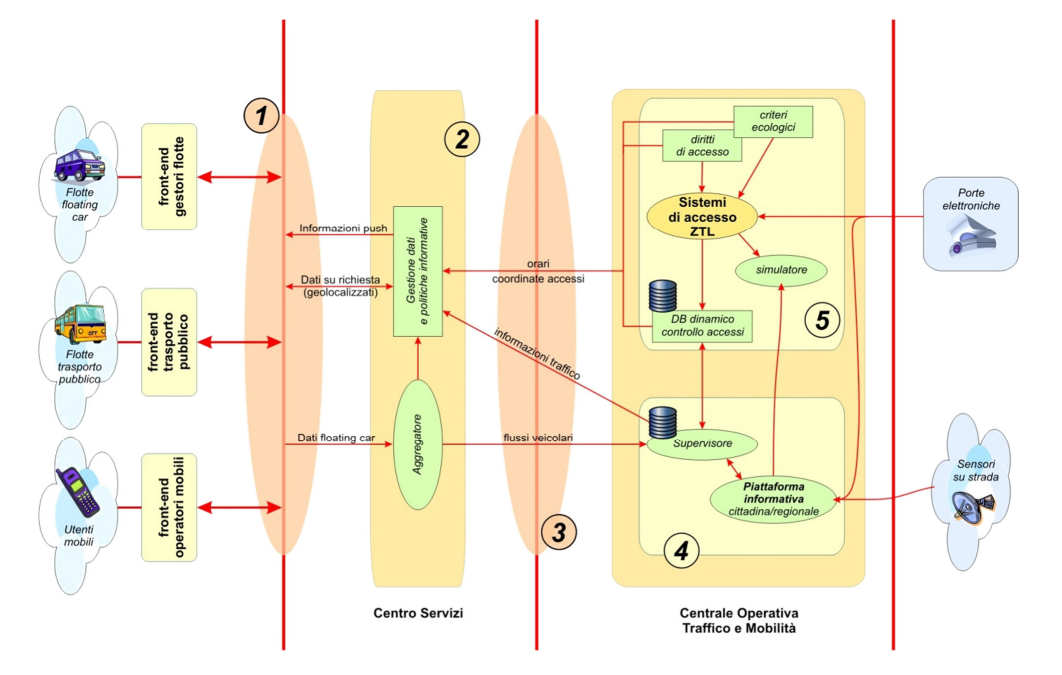 1
2
3
4
5
Flotte
floating
car
front-end
gestori flotte
Flotte
trasporto
pubblico
front-end
trasporto
pubblico
Utenti
mobili
front-end
operatori mobili
Informazioni push
Dati su richiesta
(geolocalizzati)
Dati floating car
Gestione dati
e politiche informative
Aggregatore
Centro Servizi
orari
coordinate accessi
informazioni traffico
flussi veicolari
criteri
ecologici
diritti
di accesso
Sistemi
di accesso
ZTL
simulatore
DB dinamico
controllo accessi
Supervisore
Piattaforma
informativa
cittadina/regionale
Centrale Operativa
Traffico e Mobilità
Porte
elettroniche
Sensori
su strada